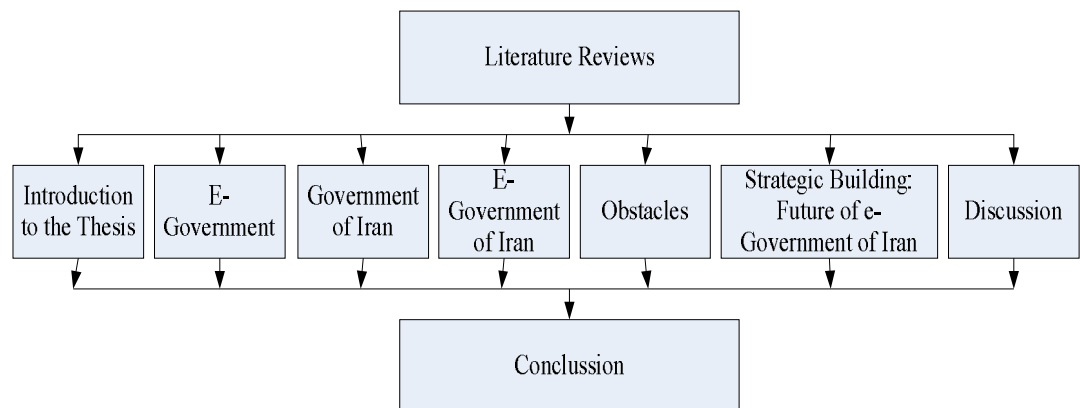 Literature Reviews
Introduction
to the Thesis
E-
Government
Government
of Iran
E-
Government
of Iran
Obstacles
Strategic Building:
Future of e-
Government of Iran
Discussion
Conclussion